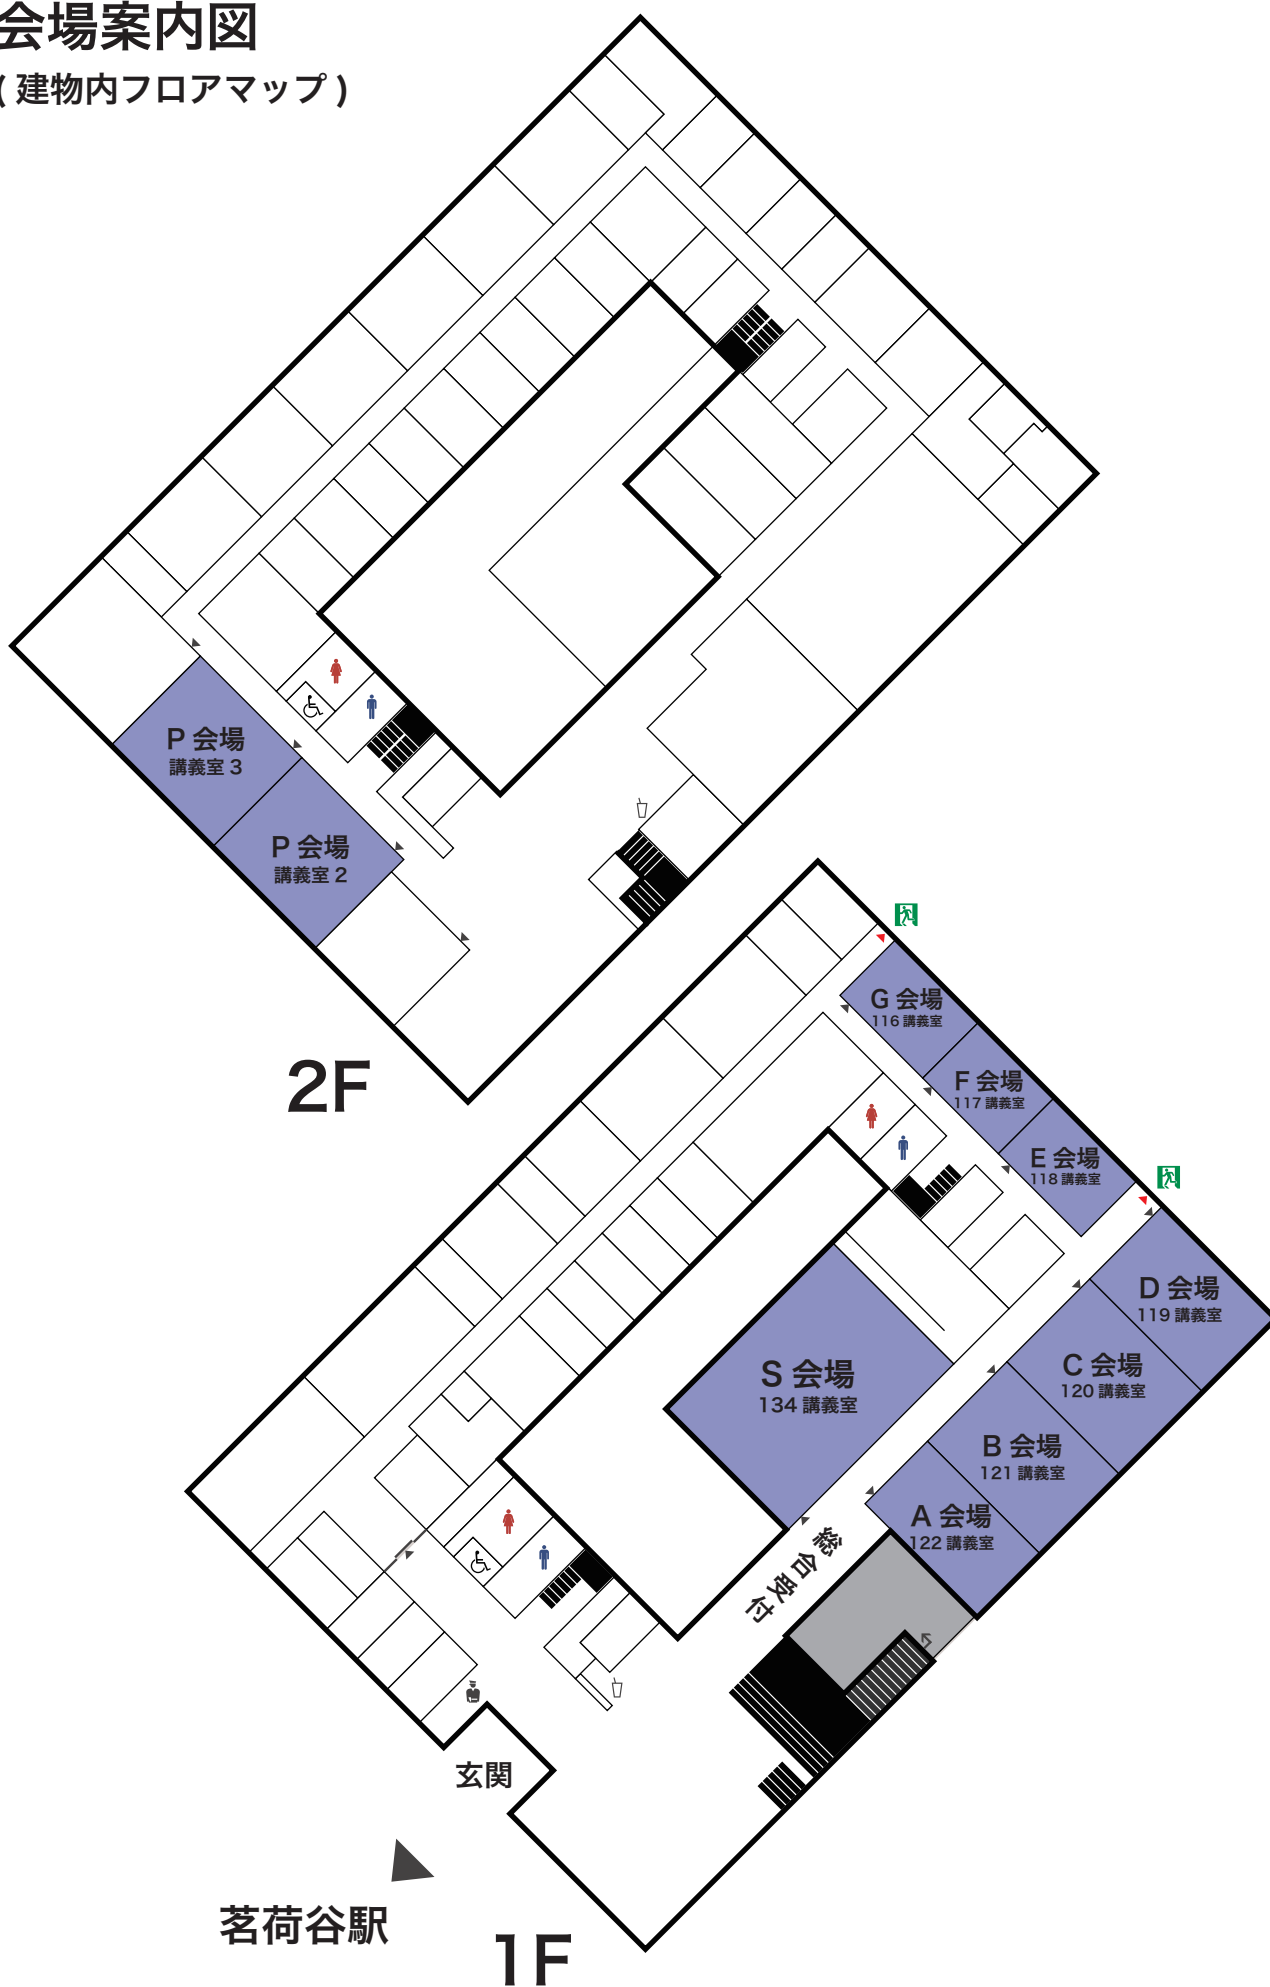 会場案内図
( 建物内フロアマップ )
P 会場
講義室 3
P 会場
講義室 2
2F
G 会場
116 講義室
F 会場
117 講義室
E 会場
118 講義室
D 会場
119 講義室
C 会場
120 講義室
S 会場
134 講義室
B 会場
121 講義室
A 会場
122 講義室
総合受付
玄関
茗荷谷駅
1F